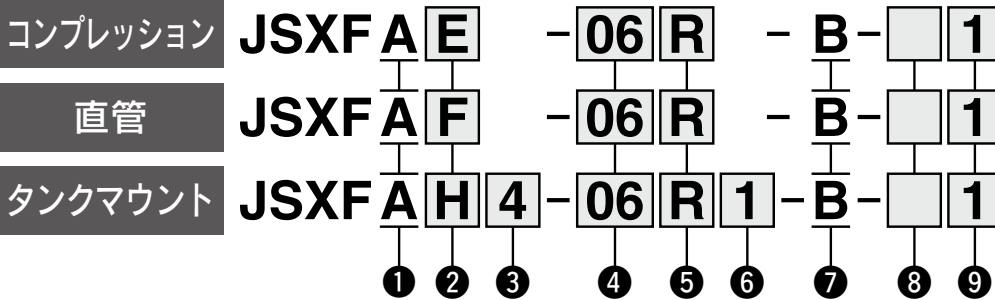 コンプレッション JSXF A E - 06 R - B - 1
直管 JSXF A F - 06 R - B - 1
タンクマウント JSXF A H 4 - 06 R 1 - B - 1
❶ ❷ ❸ ❹ ❺ ❻ ❼ ❽ ❾